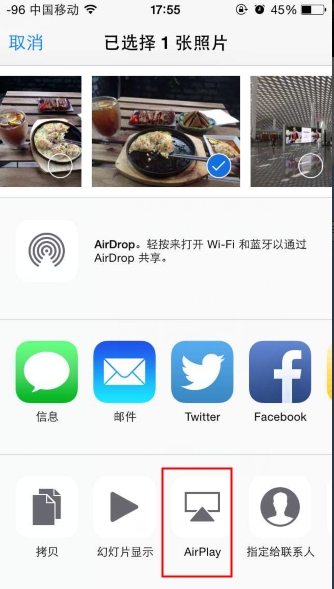 -96 中国移动 17:55 45%
取消 已选择 1 张照片
AirDrop。轻按来打开 Wi-Fi 和蓝牙以通过
AirDrop 共享。
信息 邮件 Twitter Facebook
拷贝 幻灯片显示 AirPlay 指定给联系人